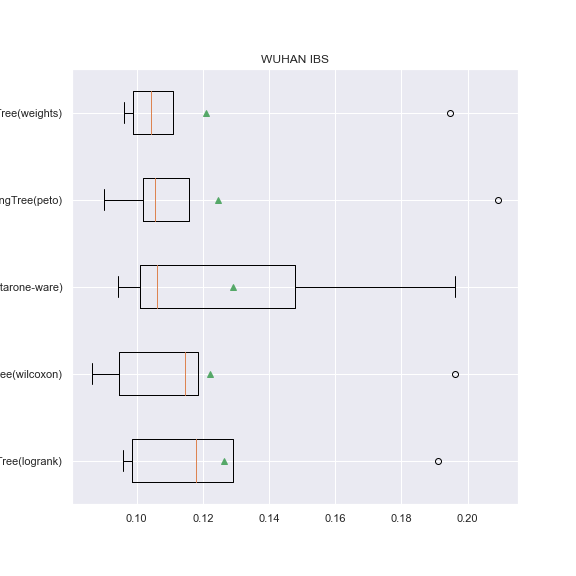 WUHAN IBS
Tree(weights)
ngTree(peto)
tarone-ware)
ee(wilcoxon)
Tree(logrank)
0.10 0.12 0.14 0.16 0.18 0.20